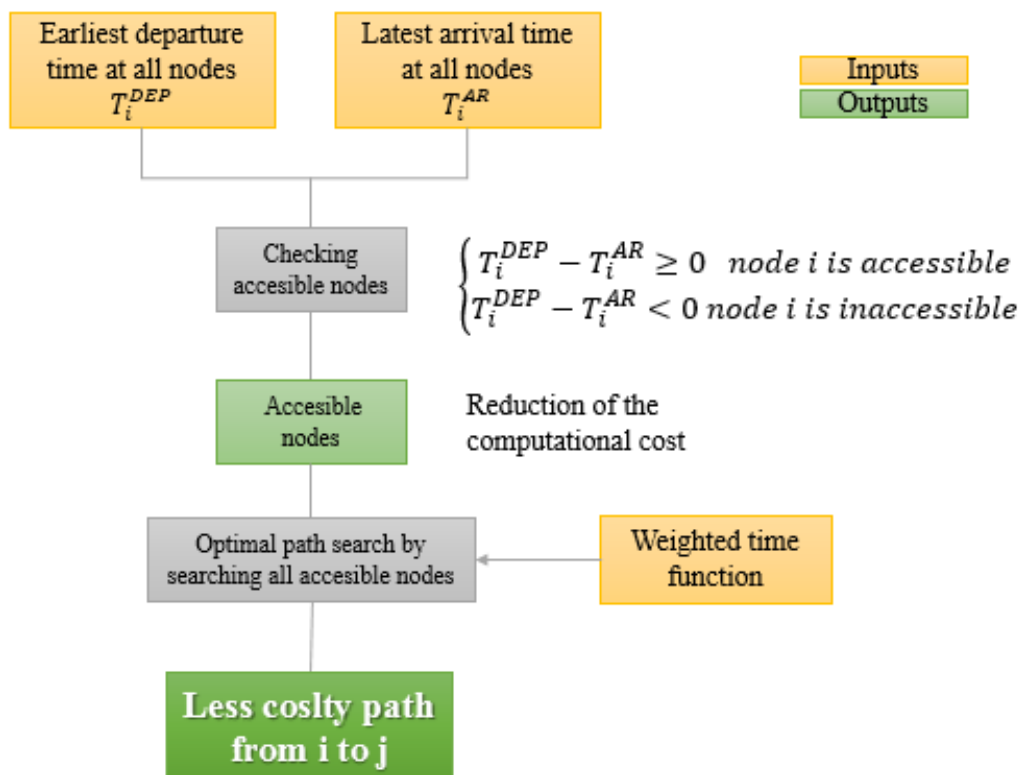 Earliest departure
time at all nodes
T_i^{DEP}
Latest arrival time
at all nodes
T_i^{AR}
Inputs
Outputs
Checking
accesible nodes
T_i^{DEP} − T_i^{AR} ≥ 0 node i is accessible
T_i^{DEP} − T_i^{AR} < 0 node i is inaccessible
Accesible
nodes
Reduction of the
computational cost
Optimal path search by
searching all accesible nodes
Weighted time
function
Less coslty path
from i to j